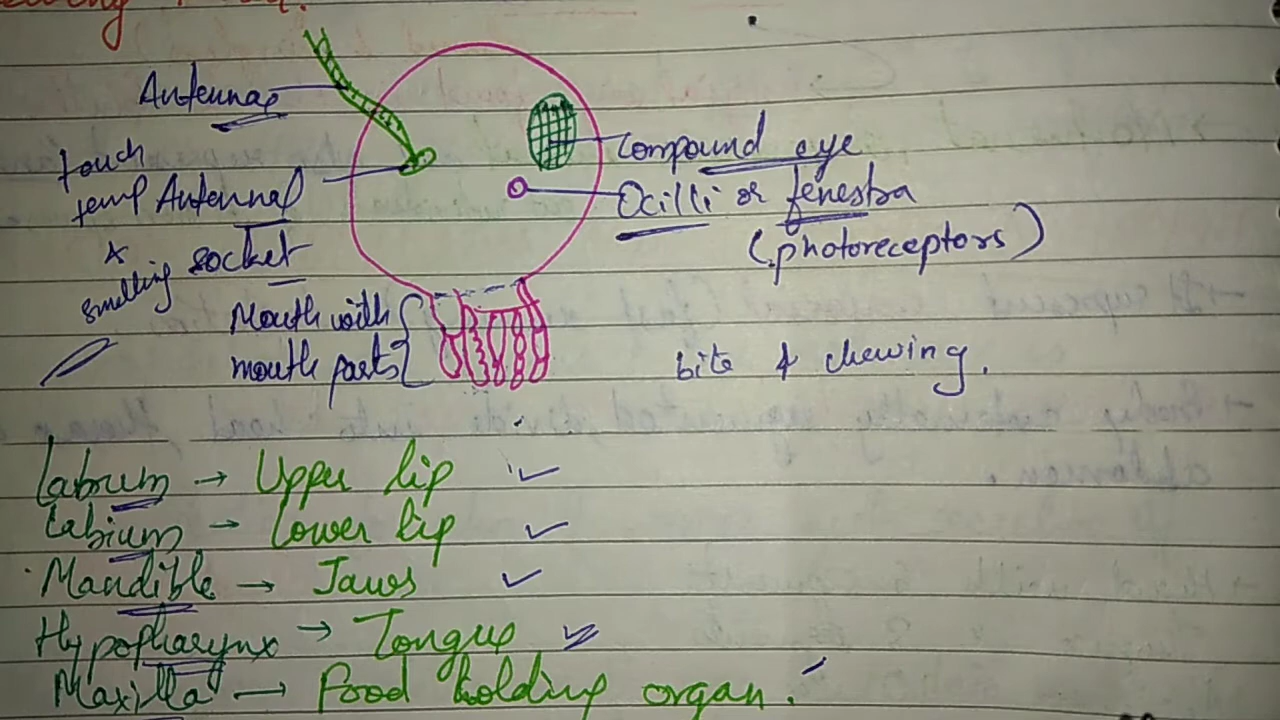 Antennae
touch
temp Antennal
&
smelling socket
Compound eye
Ocilli or fenestra
(photoreceptors)
Mouth with
mouth parts
bite & chewing.
Labrum → Upper lip
Labium → Lower lip
Mandible → Jaws
Hypopharynx → Tongue
Maxilla → Food holding organ.